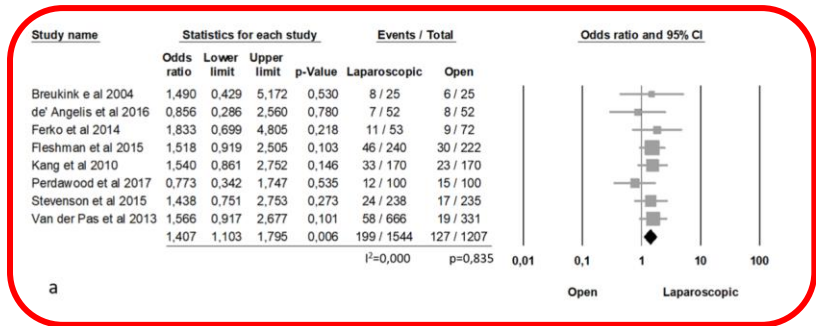 Study name Statistics for each study Events / Total Odds ratio and 95% CI
Odds ratio Lower limit Upper limit p-Value Laparoscopic Open
Breukink e al 2004 1,490 0,429 5,172 0,530 8 / 25 6 / 25
de' Angelis et al 2016 0,856 0,286 2,560 0,780 7 / 52 8 / 52
Ferko et al 2014 1,833 0,699 4,805 0,218 11 / 53 9 / 72
Fleshman et al 2015 1,518 0,919 2,505 0,103 46 / 240 30 / 222
Kang et al 2010 1,540 0,861 2,752 0,146 33 / 170 23 / 170
Perdawood et al 2017 0,773 0,342 1,747 0,535 12 / 100 15 / 100
Stevenson et al 2015 1,438 0,751 2,753 0,273 24 / 238 17 / 235
Van der Pas et al 2013 1,566 0,917 2,677 0,101 58 / 666 19 / 331
1,407 1,103 1,795 0,006 199 / 1544 127 / 1207
I²=0,000 p=0,835 0,01 0,1 1 10 100
a Open Laparoscopic